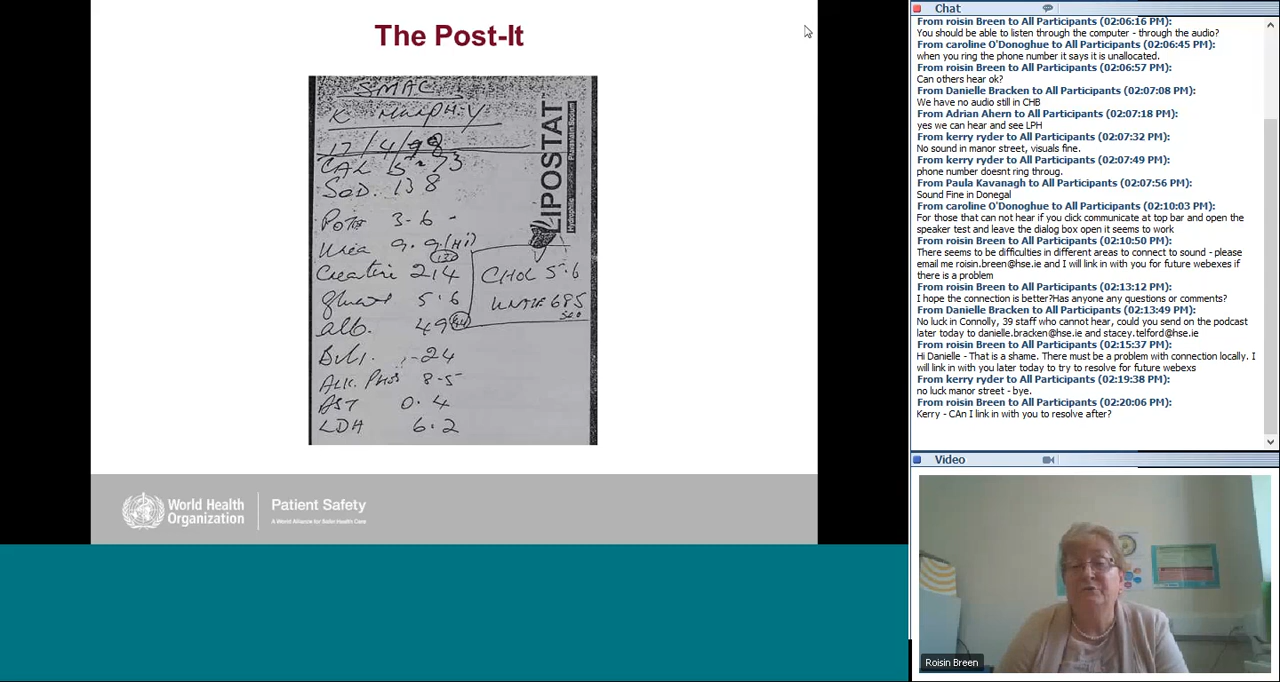 The Post-It
SMAC
K Murphy
17/4/99
CAL 
SOD. 138
3.6
Urea 9.9 (Hi)
214
5.6
alb. 49
Bili. 24
ALK. Phos 8-5
AST 0.4
LDH 6.2
CHOL 5.6
LIPOSTAT
Hydrophilic Pravastatin Sodium
World Health
Organization
Patient Safety
A World Alliance for Safer Health Care
Chat
From roisin Breen to All Participants (02:06:16 PM):
You should be able to listen through the computer - through the audio?
From caroline O'Donoghue to All Participants (02:06:45 PM):
when you ring the phone number it says it is unallocated.
From roisin Breen to All Participants (02:06:57 PM):
Can others hear ok?
From Danielle Bracken to All Participants (02:07:08 PM):
We have no audio still in CHB
From Adrian Ahern to All Participants (02:07:18 PM):
yes we can hear and see LPH
From kerry ryder to All Participants (02:07:32 PM):
No sound in manor street, visuals fine.
From kerry ryder to All Participants (02:07:49 PM):
phone number doesnt ring throug.
From Paula Kavanagh to All Participants (02:07:56 PM):
Sound Fine in Donegal
From caroline O'Donoghue to All Participants (02:10:03 PM):
For those that can not hear if you click communicate at top bar and open the
speaker test and leave the dialog box open it seems to work
From roisin Breen to All Participants (02:10:50 PM):
There seems to be difficulties in different areas to connect to sound - please
email me roisin.breen@hse.ie and I will link in with you for future webexes if
there is a problem
From roisin Breen to All Participants (02:13:12 PM):
I hope the connection is better?Has anyone any questions or comments?
From Danielle Bracken to All Participants (02:13:49 PM):
No luck in Connolly, 39 staff who cannot hear, could you send on the podcast
later today to danielle.bracken@hse.ie and stacey.telford@hse.ie
From roisin Breen to All Participants (02:15:37 PM):
Hi Danielle - That is a shame. There must be a problem with connection locally. I
will link in with you later today to try to resolve for future webexs
From kerry ryder to All Participants (02:19:38 PM):
no luck manor street - bye.
From roisin Breen to All Participants (02:20:06 PM):
Kerry - CAn I link in with you to resolve after?
Video
Roisin Breen